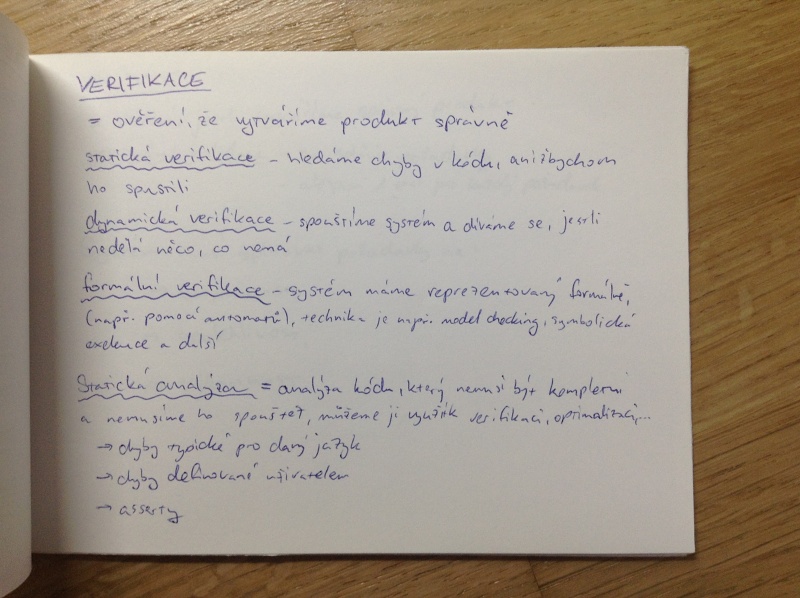 VERIFIKACE
= ověření, že vytváříme produkt správně
statická verifikace – hledáme chyby v kódu, anižbychom
ho spustili
dynamická verifikace – spouštíme systém a díváme se, jestli
nedělá něco, co nemá
formální verifikace – systém máme reprezentovaný formálně,
(např. pomocí automatů), technika je např. model checking, symbolická
exekuce a další
Statická analýza = analýza kódu, který nemusí být kompletní
a nemusíme ho spouštět, můžeme ji využít k verifikaci, optimalizaci,...
→ chyby typické pro daný jazyk
→ chyby definované uživatelem
→ asserty